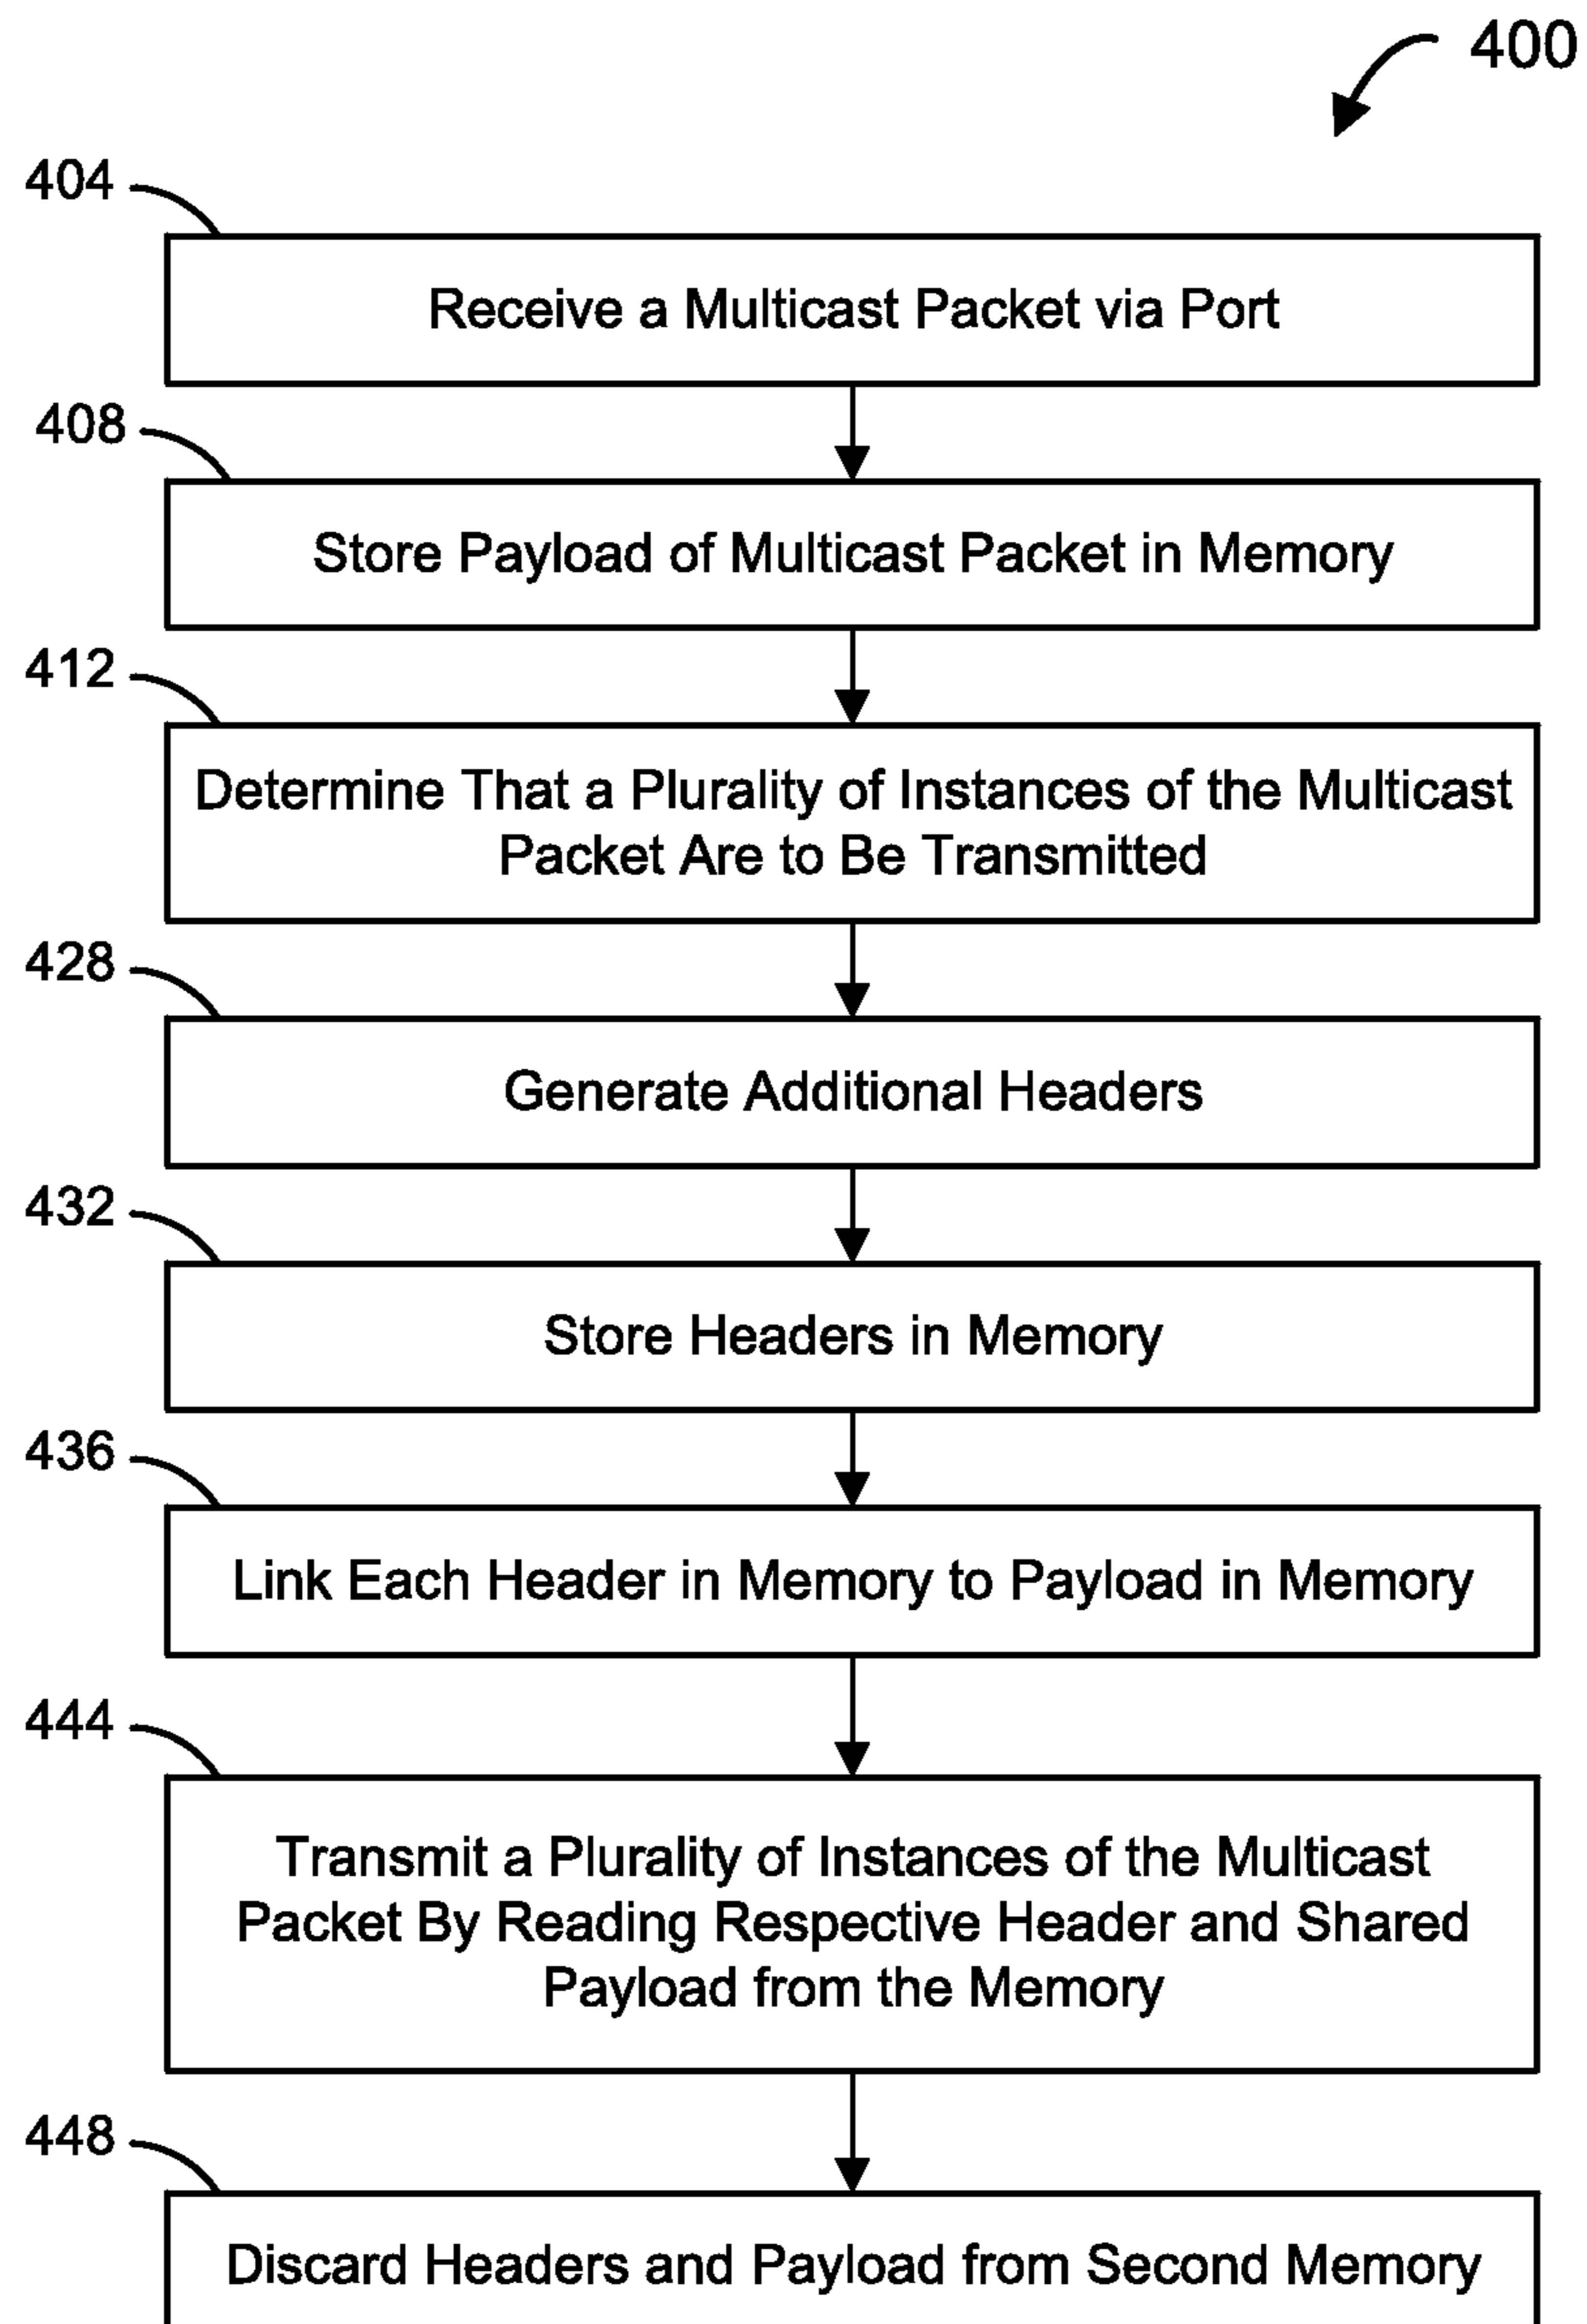 400
404
Receive a Multicast Packet via Port
408
Store Payload of Multicast Packet in Memory
412
Determine That a Plurality of Instances of the Multicast
Packet Are to Be Transmitted
428
Generate Additional Headers
432
Store Headers in Memory
436
Link Each Header in Memory to Payload in Memory
444
Transmit a Plurality of Instances of the Multicast
Packet By Reading Respective Header and Shared
Payload from the Memory
448
Discard Headers and Payload from Second Memory